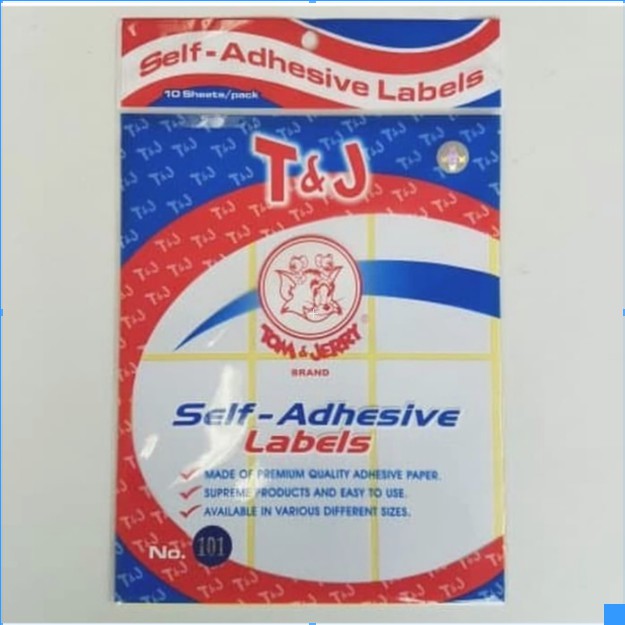 Self-Adhesive Labels
10 Sheets/pack
T&J
TOM & JERRY
BRAND
Self-Adhesive
Labels
MADE OF PREMIUM QUALITY ADHESIVE PAPER.
SUPREME PRODUCTS AND EASY TO USE.
AVAILABLE IN VARIOUS DIFFERENT SIZES.
No. 101